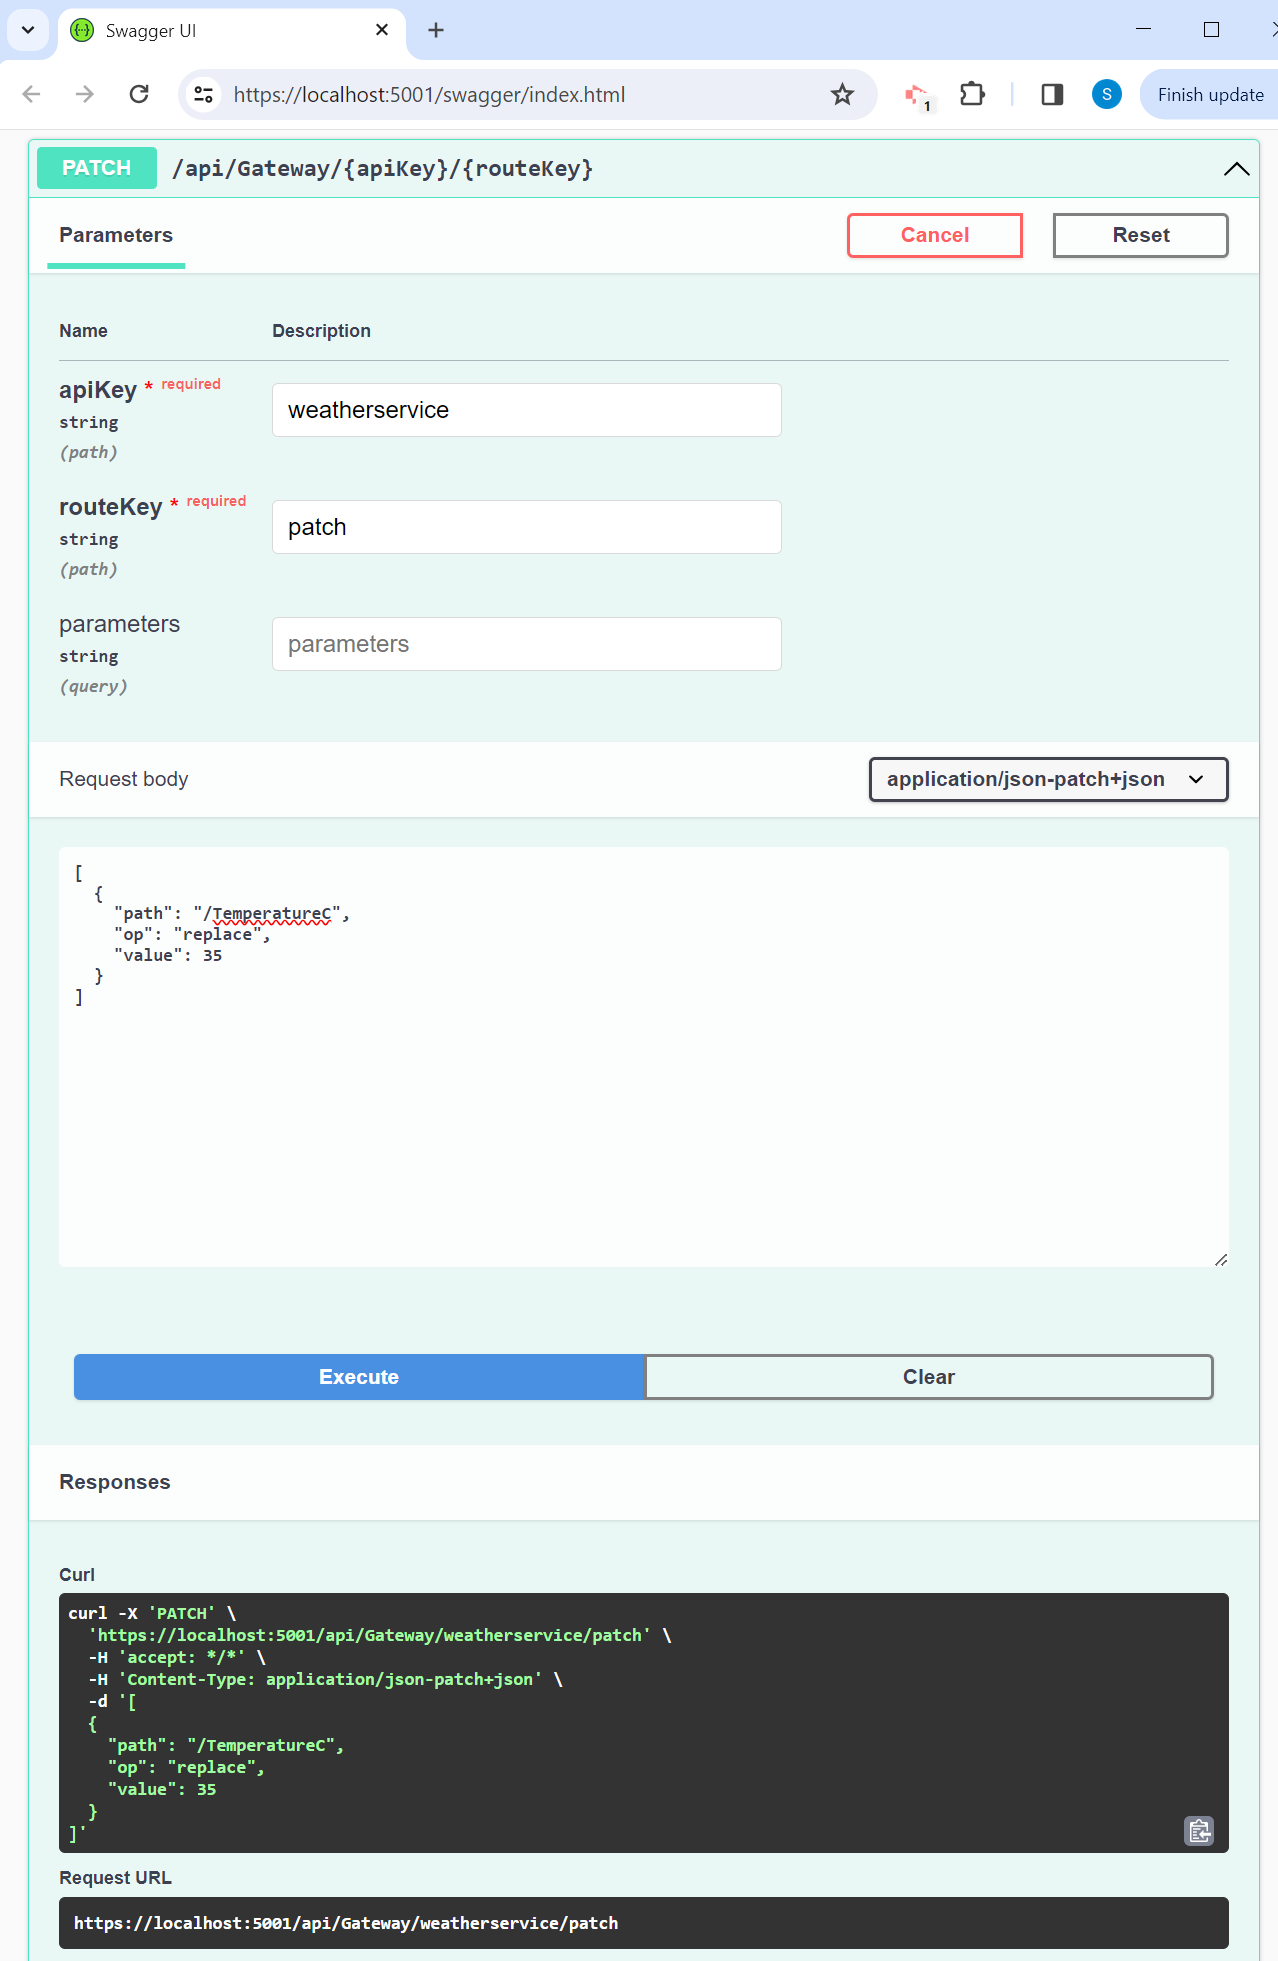 Swagger UI
https://localhost:5001/swagger/index.html
1
S
Finish update
PATCH /api/Gateway/{apiKey}/{routeKey}
Parameters
Cancel
Reset
Name Description
apiKey * required
string
(path)
weatherservice
routeKey * required
string
(path)
patch
parameters
string
(query)
parameters
Request body
application/json-patch+json
[
  {
    "path": "/TemperatureC",
    "op": "replace",
    "value": 35
  }
]
Execute
Clear
Responses
Curl
curl -X 'PATCH' \
  'https://localhost:5001/api/Gateway/weatherservice/patch' \
  -H 'accept: */*' \
  -H 'Content-Type: application/json-patch+json' \
  -d '[
  {
    "path": "/TemperatureC",
    "op": "replace",
    "value": 35
  }
]'
Request URL
https://localhost:5001/api/Gateway/weatherservice/patch